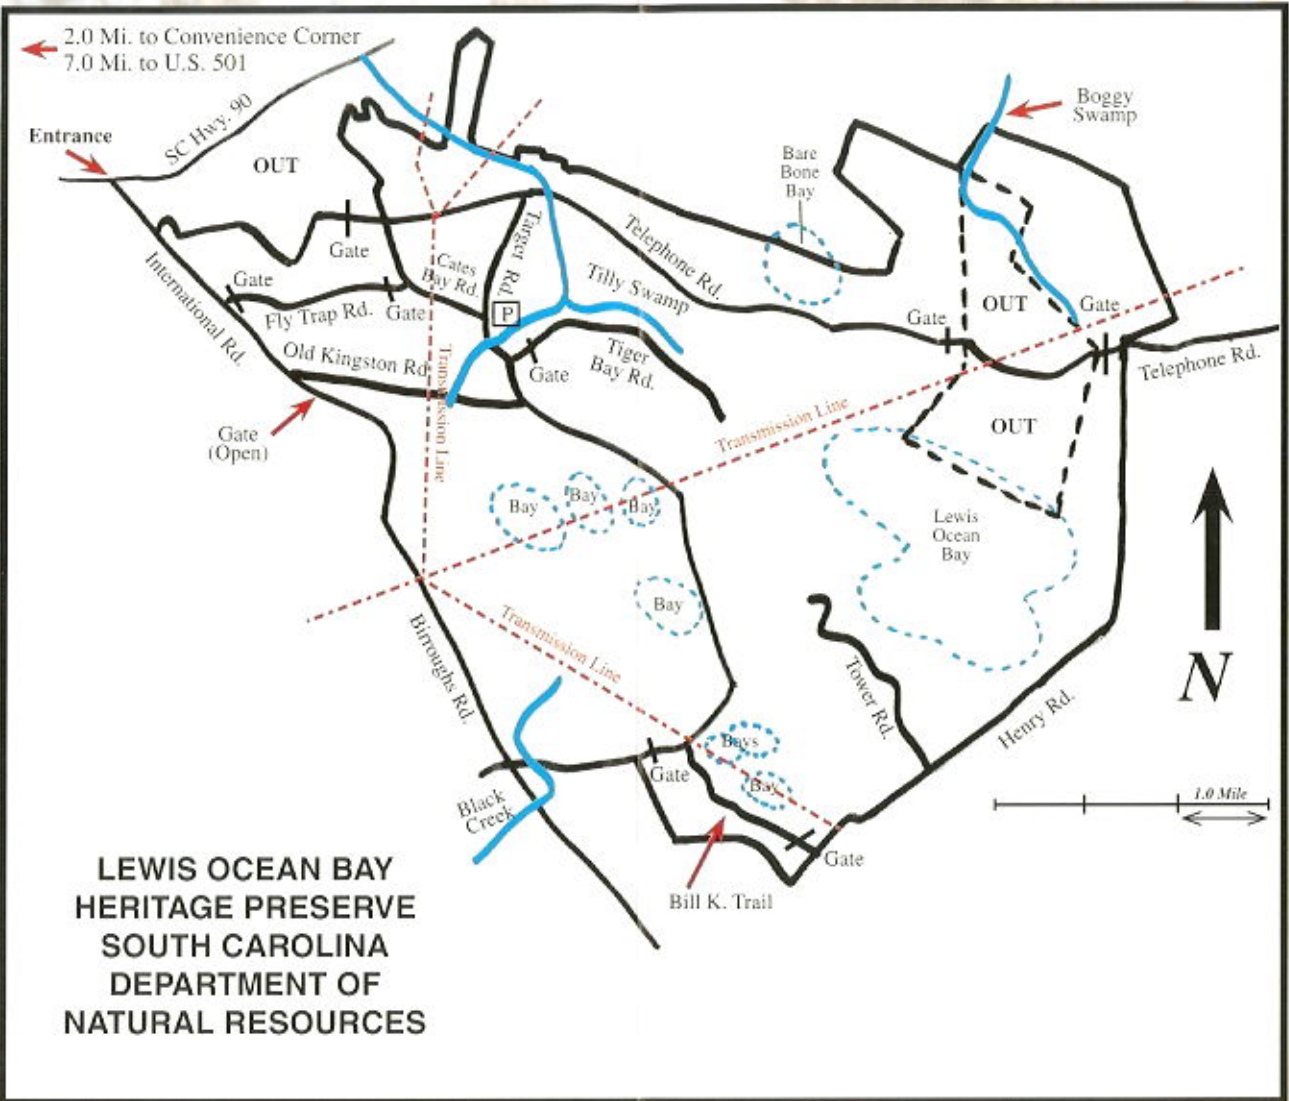 2.0 Mi. to Convenience Corner
7.0 Mi. to U.S. 501
Entrance
SC Hwy. 90
OUT
Boggy
Swamp
Bare
Bone
Bay
Gate
Gate
International Rd.
Fly Trap Rd.
Gate
Cates
Bay Rd.
Target Rd.
P
Telephone Rd.
Tilly Swamp
Gate
OUT
Gate
Telephone Rd.
Old Kingston Rd.
Tiger
Bay Rd.
Gate
Gate
(Open)
Transmission Line
Transmission Line
OUT
Bay
Bay
Bay
Lewis
Ocean
Bay
Bay
Transmission Line
Birroughs Rd.
Tower Rd.
Henry Rd.
N
Bays
Bay
Gate
Black
Creek
1.0 Mile
Gate
Bill K. Trail
LEWIS OCEAN BAY
HERITAGE PRESERVE
SOUTH CAROLINA
DEPARTMENT OF
NATURAL RESOURCES